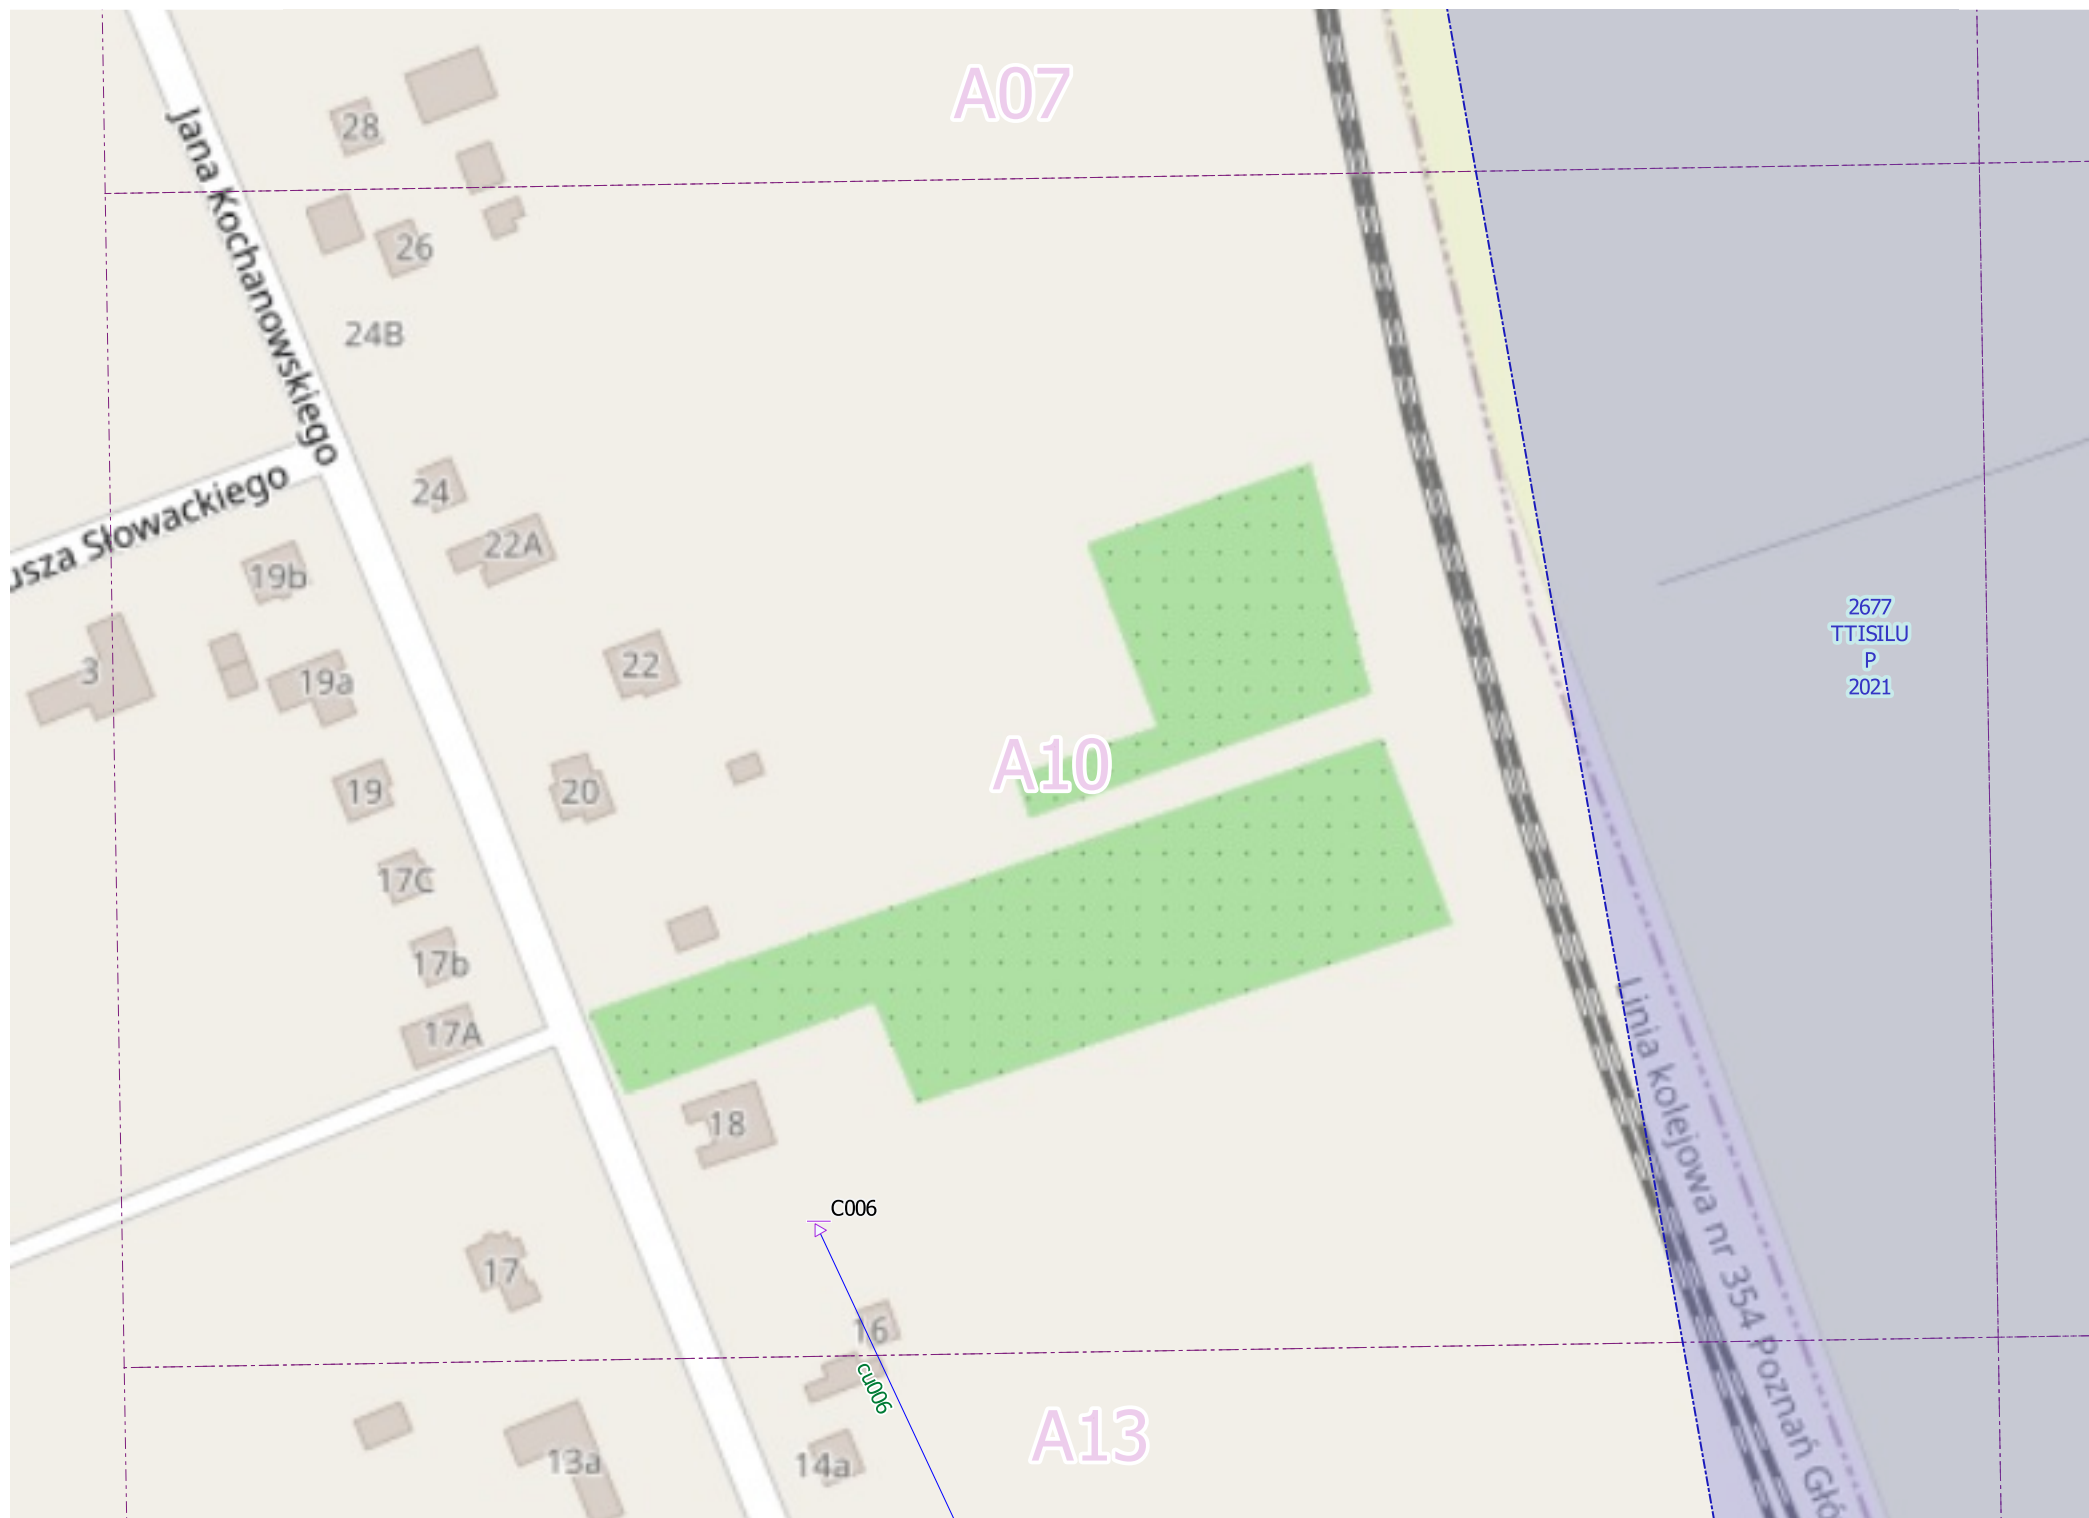 A07
28
Jana Kochanowskiego
26
24B
usza Słowackiego
24
22A
19b
2677
TTISILU
P
2021
3
19a
22
A10
19
20
17C
17b
17A
Linia kolejowa nr 354 Poznań Głó
18
C006
17
16
cu006
A13
13a
14a